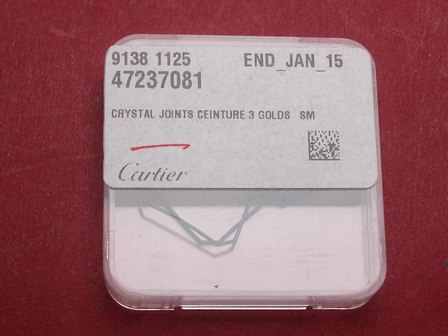 9138 1125 END_JAN_15
47237081
CRYSTAL JOINTS CEINTURE 3 GOLDS SM
Cartier